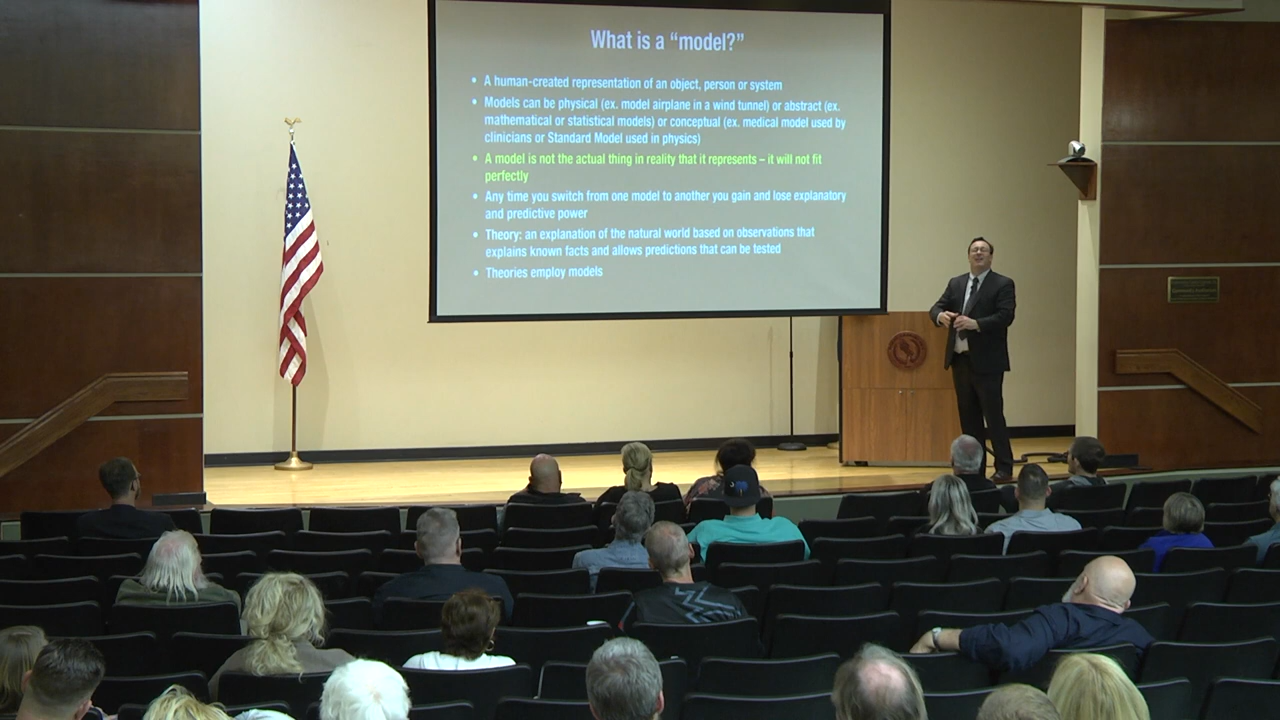 What is a “model?”
• A human-created representation of an object, person or system
• Models can be physical (ex. model airplane in a wind tunnel) or abstract (ex.
mathematical or statistical models) or conceptual (ex. medical model used by
clinicians or Standard Model used in physics)
• A model is not the actual thing in reality that it represents – it will not fit
perfectly
• Any time you switch from one model to another you gain and lose explanatory
and predictive power
• Theory: an explanation of the natural world based on observations that
explains known facts and allows predictions that can be tested
• Theories employ models